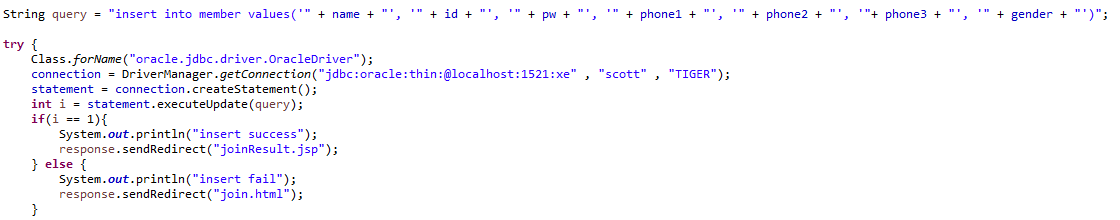 String query = "insert into member values('" + name + "', '" + id + "', '" + pw + "', '" + phone1 + "', '" + phone2 + "', '"+ phone3 + "', '" + gender + "')";
try {
Class.forName("oracle.jdbc.driver.OracleDriver");
connection = DriverManager.getConnection("jdbc:oracle:thin:@localhost:1521:xe" , "scott" , "TIGER");
statement = connection.createStatement();
int i = statement.executeUpdate(query);
if(i == 1){
System.out.println("insert success");
response.sendRedirect("joinResult.jsp");
} else {
System.out.println("insert fail");
response.sendRedirect("join.html");
}